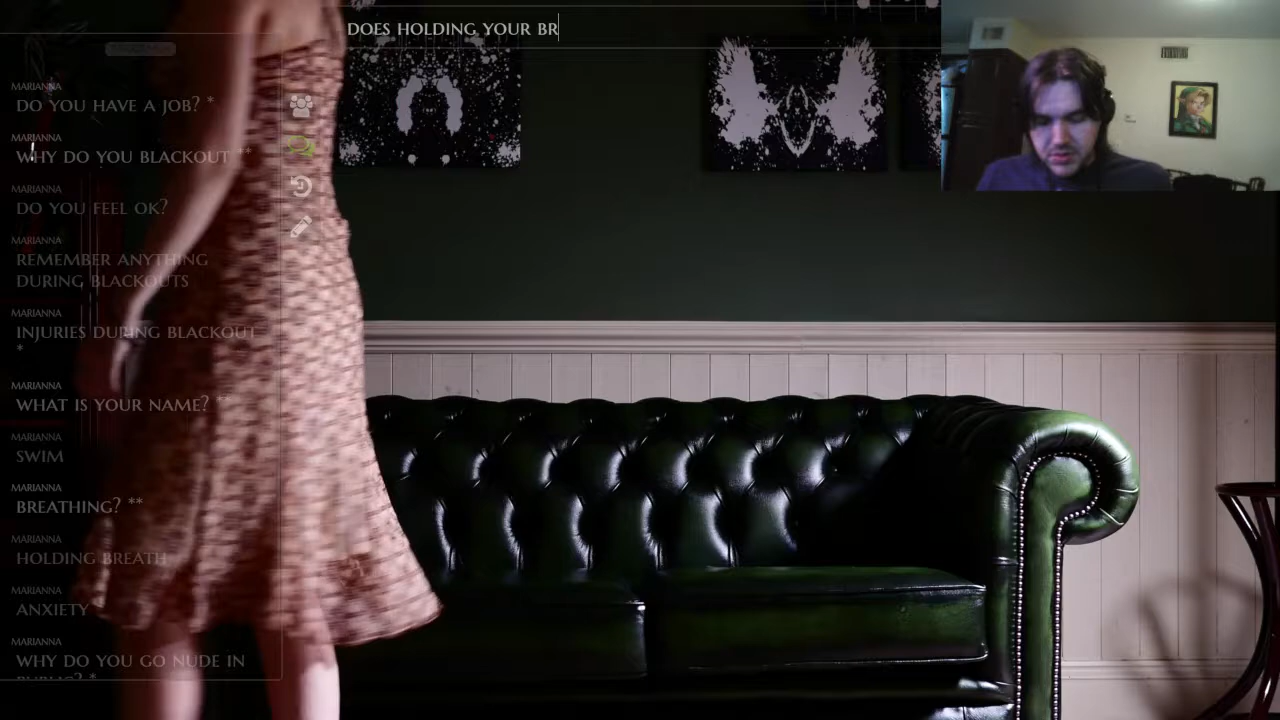 DOES HOLDING YOUR BR
MARIANNA
DO YOU HAVE A JOB? *
MARIANNA
WHY DO YOU BLACKOUT **
MARIANNA
DO YOU FEEL OK?
MARIANNA
REMEMBER ANYTHING
DURING BLACKOUTS
MARIANNA
INJURIES DURING BLACKOUT
*
MARIANNA
WHAT IS YOUR NAME? **
MARIANNA
SWIM
MARIANNA
BREATHING? **
MARIANNA
HOLDING BREATH
MARIANNA
ANXIETY
MARIANNA
WHY DO YOU GO NUDE IN
PUBLIC? *